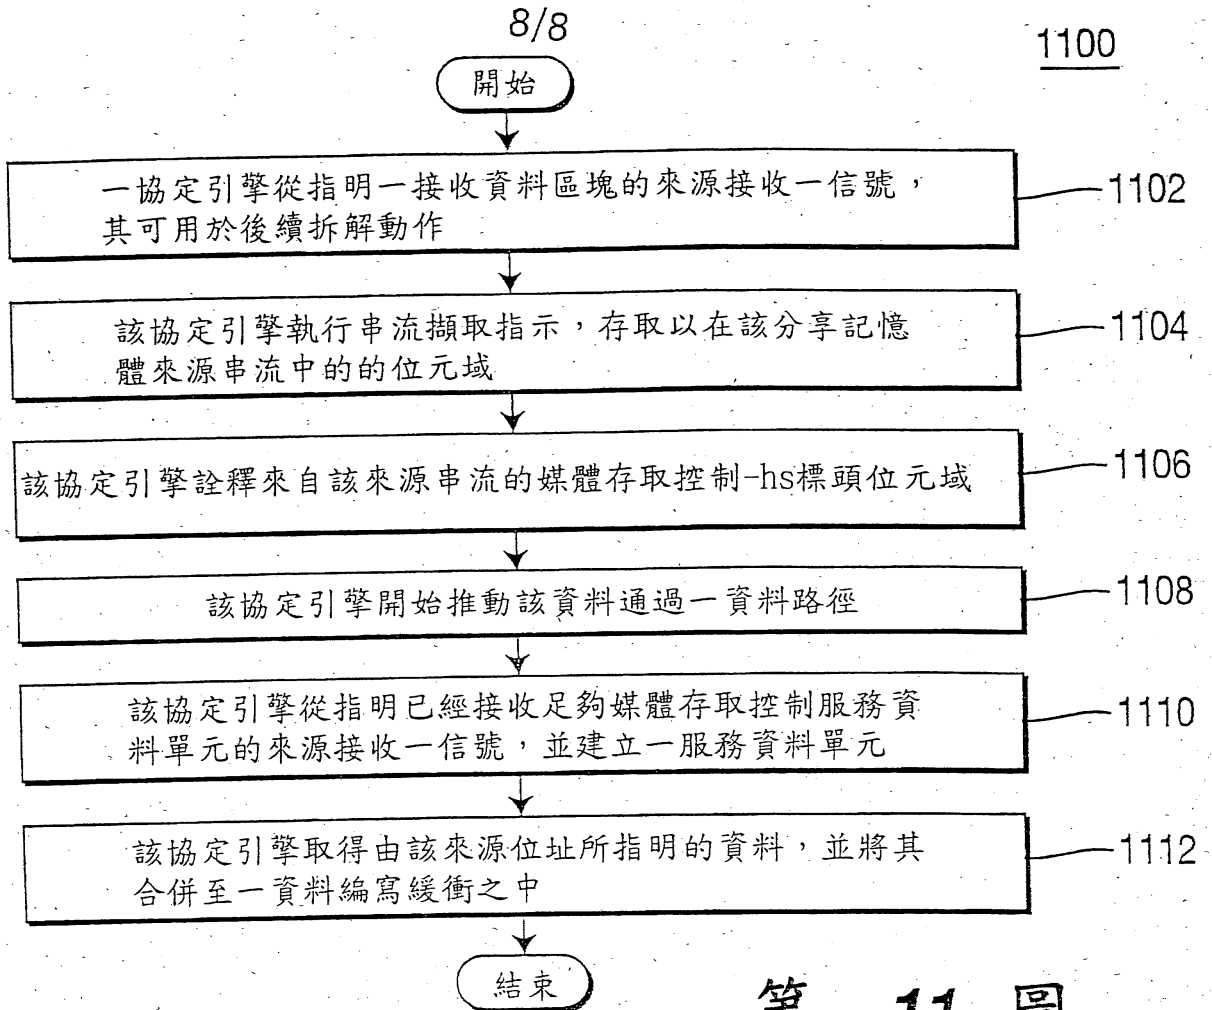 8/8
1100
開始
一協定引擎從指明一接收資料區塊的來源接收一信號，
其可用於後續拆解動作
1102
該協定引擎執行串流擷取指示，存取以在該分享記憶
體來源串流中的的位元域
1104
該協定引擎詮釋來自該來源串流的媒體存取控制-hs標頭位元域
1106
該協定引擎開始推動該資料通過一資料路徑
1108
該協定引擎從指明已經接收足夠媒體存取控制服務資
料單元的來源接收一信號，並建立一服務資料單元
1110
該協定引擎取得由該來源位址所指明的資料，並將其
合併至一資料編寫緩衝之中
1112
結束
第 11 圖